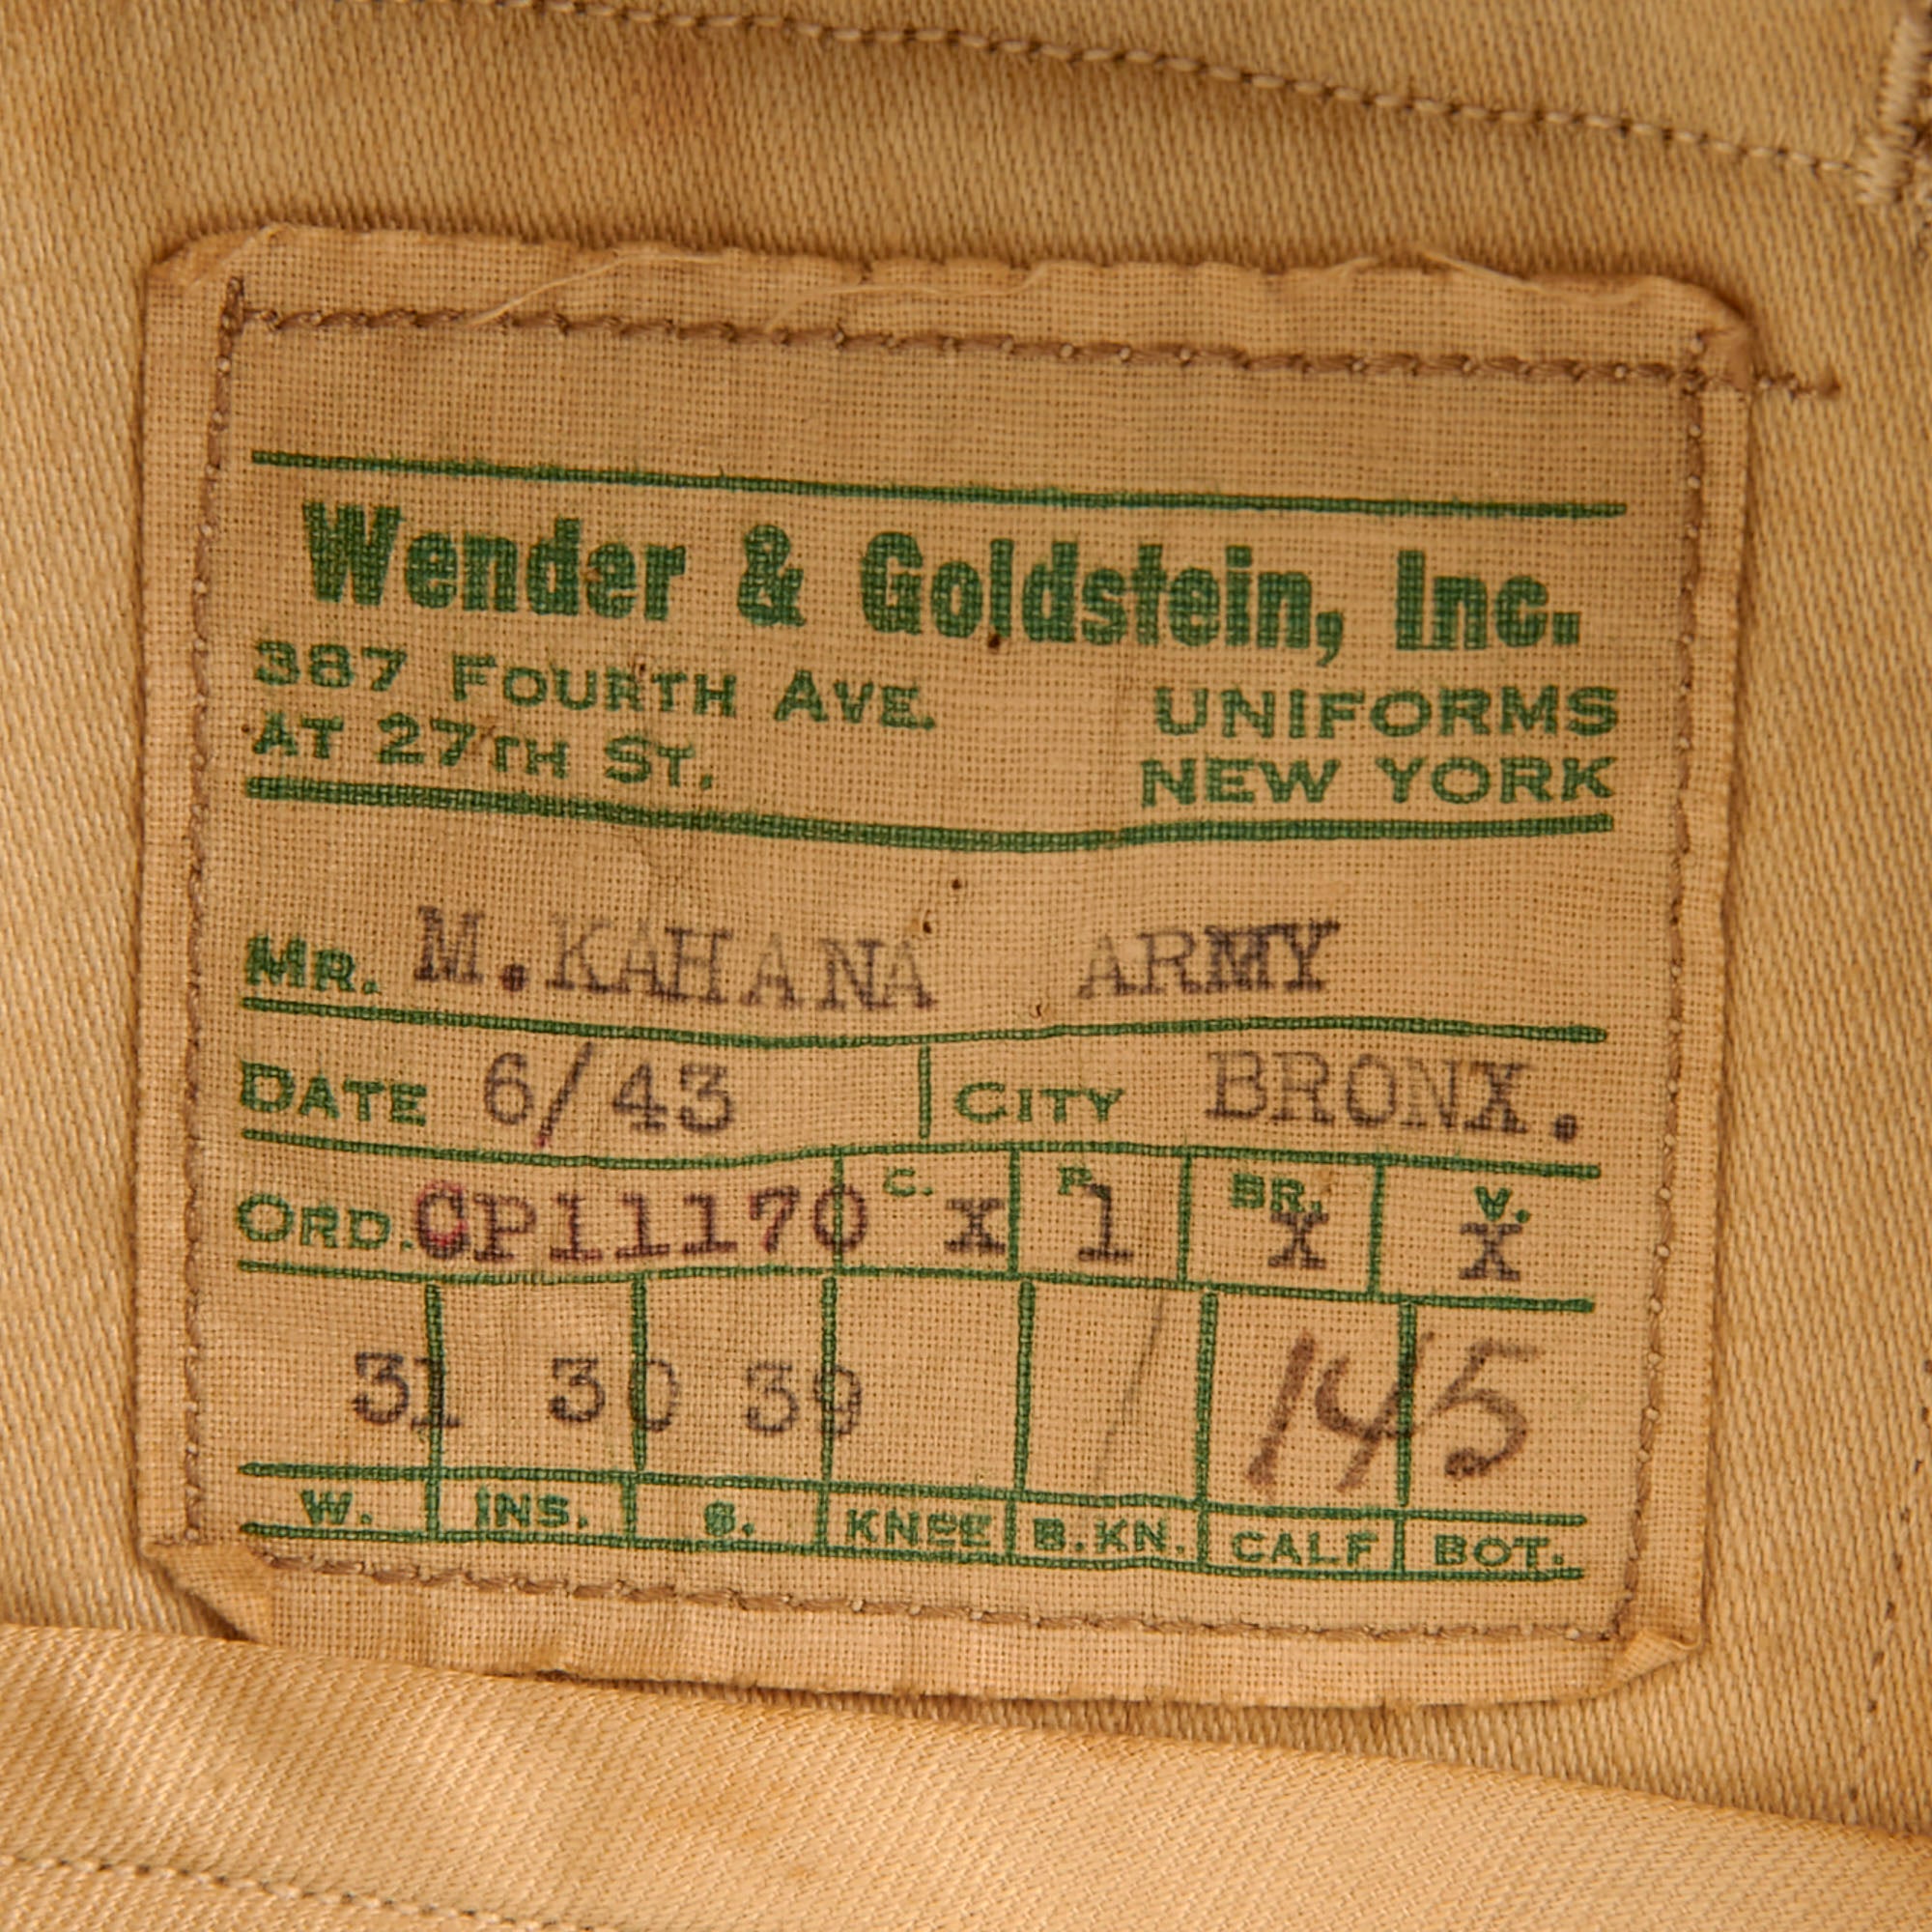 Wender & Goldstein, Inc.
387 FOURTH AVE. UNIFORMS
AT 27TH ST. NEW YORK
MR. M.KAHANA ARMY
DATE 6/43 CITY BRONX.
ORD. CP11170 C. x P. 1 BR. X V. X
31 30 39 145
W. INS. S. KNEE B.KN. CALF BOT.